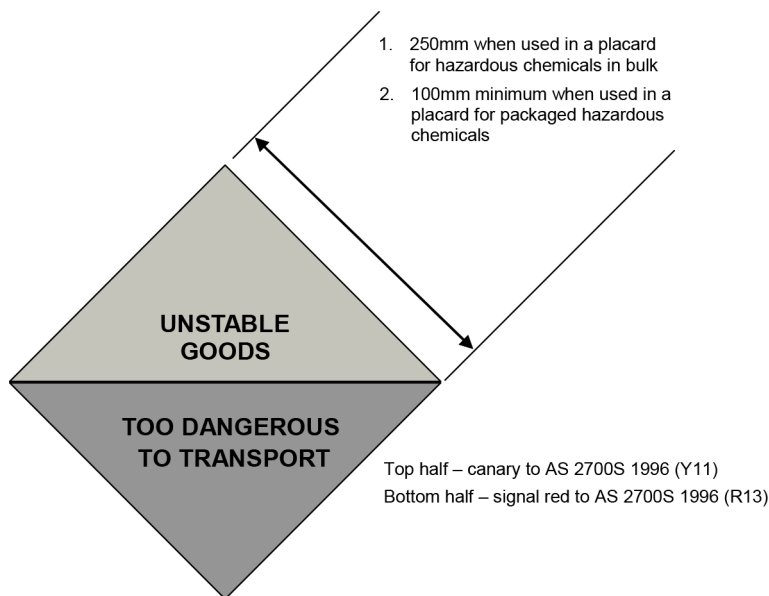 1. 250mm when used in a placard
for hazardous chemicals in bulk
2. 100mm minimum when used in a
placard for packaged hazardous
chemicals
UNSTABLE
GOODS
TOO DANGEROUS
TO TRANSPORT
Top half – canary to AS 2700S 1996 (Y11)
Bottom half – signal red to AS 2700S 1996 (R13)